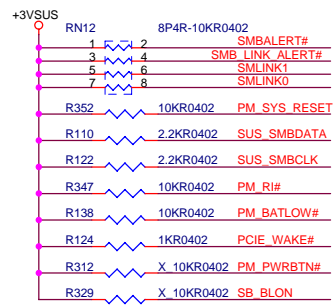 +3VSUS
RN12 8P4R-10KR0402
1 2 SMBALERT#
3 4 SMB_LINK_ALERT#
5 6 SMLINK1
7 8 SMLINK0
R352 10KR0402 PM_SYS_RESET
R110 2.2KR0402 SUS_SMBDATA
R122 2.2KR0402 SUS_SMBCLK
R347 10KR0402 PM_RI#
R138 10KR0402 PM_BATLOW#
R124 1KR0402 PCIE_WAKE#
R312 X_10KR0402 PM_PWRBTN#
R329 X_10KR0402 SB_BLON